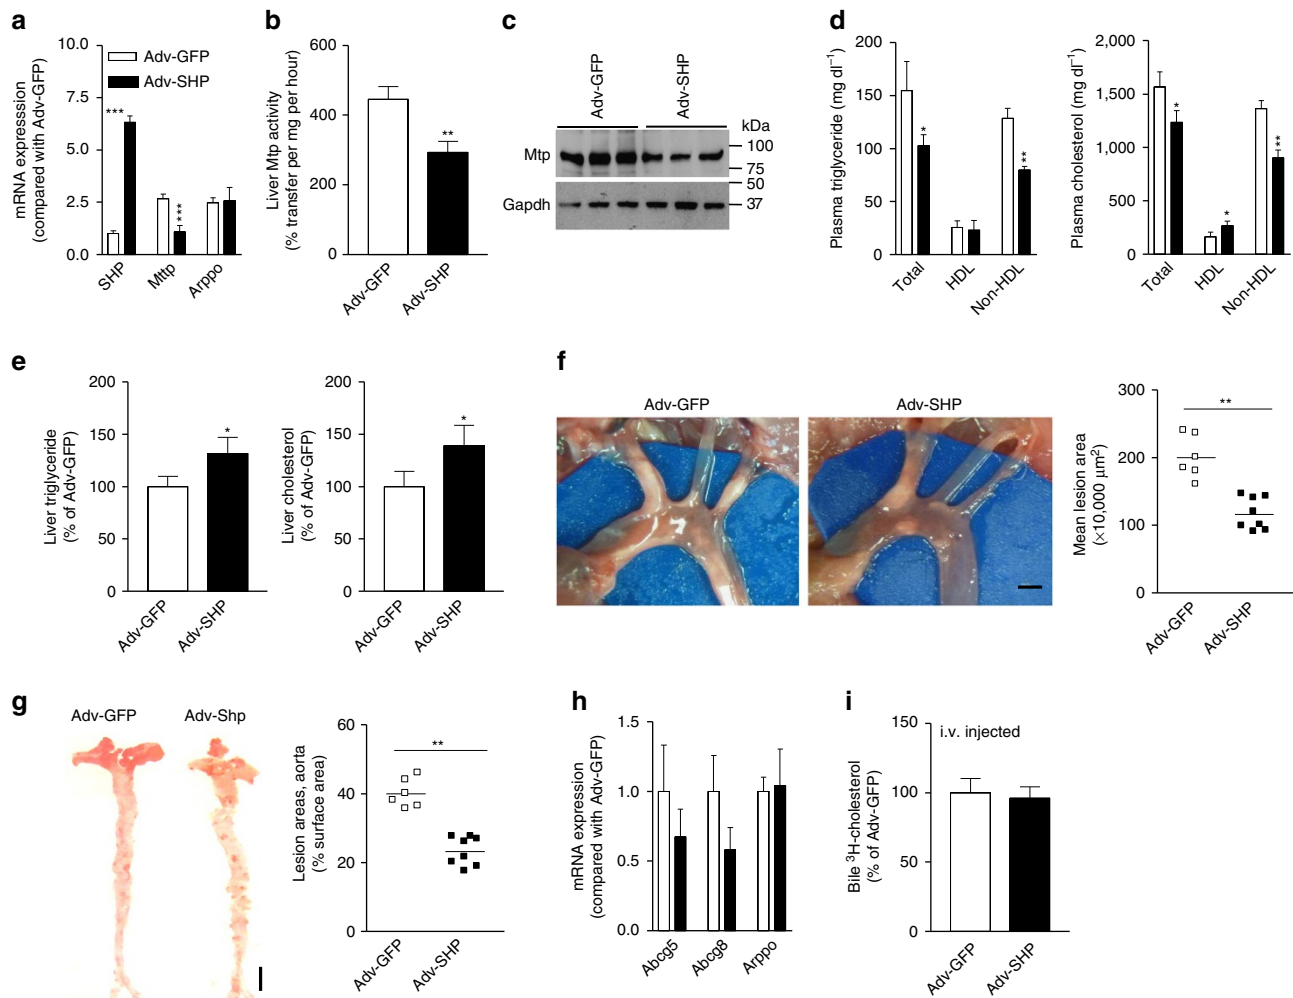 a
mRNA expresssion
(compared with Adv-GFP)
10.0
7.5
5.0
2.5
0.0
Adv-GFP
Adv-SHP
***
***
SHP
Mttp
Arppo
b
Liver Mtp activity
(% transfer per mg per hour)
600
400
200
0
**
Adv-GFP
Adv-SHP
c
Adv-GFP
Adv-SHP
kDa
Mtp
100
75
50
Gapdh
37
d
Plasma triglyceride (mg dl⁻¹)
200
150
100
50
0
*
**
Total
HDL
Non-HDL
Plasma cholesterol (mg dl⁻¹)
2,000
1,500
1,000
500
0
*
*
**
Total
HDL
Non-HDL
e
Liver triglyceride
(% of Adv-GFP)
200
150
100
50
0
*
Adv-GFP
Adv-SHP
Liver cholesterol
(% of Adv-GFP)
200
150
100
50
0
*
Adv-GFP
Adv-SHP
f
Adv-GFP
Adv-SHP
Mean lesion area
(×10,000 µm²)
300
200
100
0
**
Adv-GFP
Adv-SHP
g
Adv-GFP
Adv-Shp
Lesion areas, aorta
(% surface area)
60
40
20
0
**
Adv-GFP
Adv-SHP
h
mRNA expression
(compared with Adv-GFP)
1.5
1.0
0.5
0.0
Abcg5
Abcg8
Arppo
i
Bile ³H-cholesterol
(% of Adv-GFP)
150
100
50
0
i.v. injected
Adv-GFP
Adv-SHP